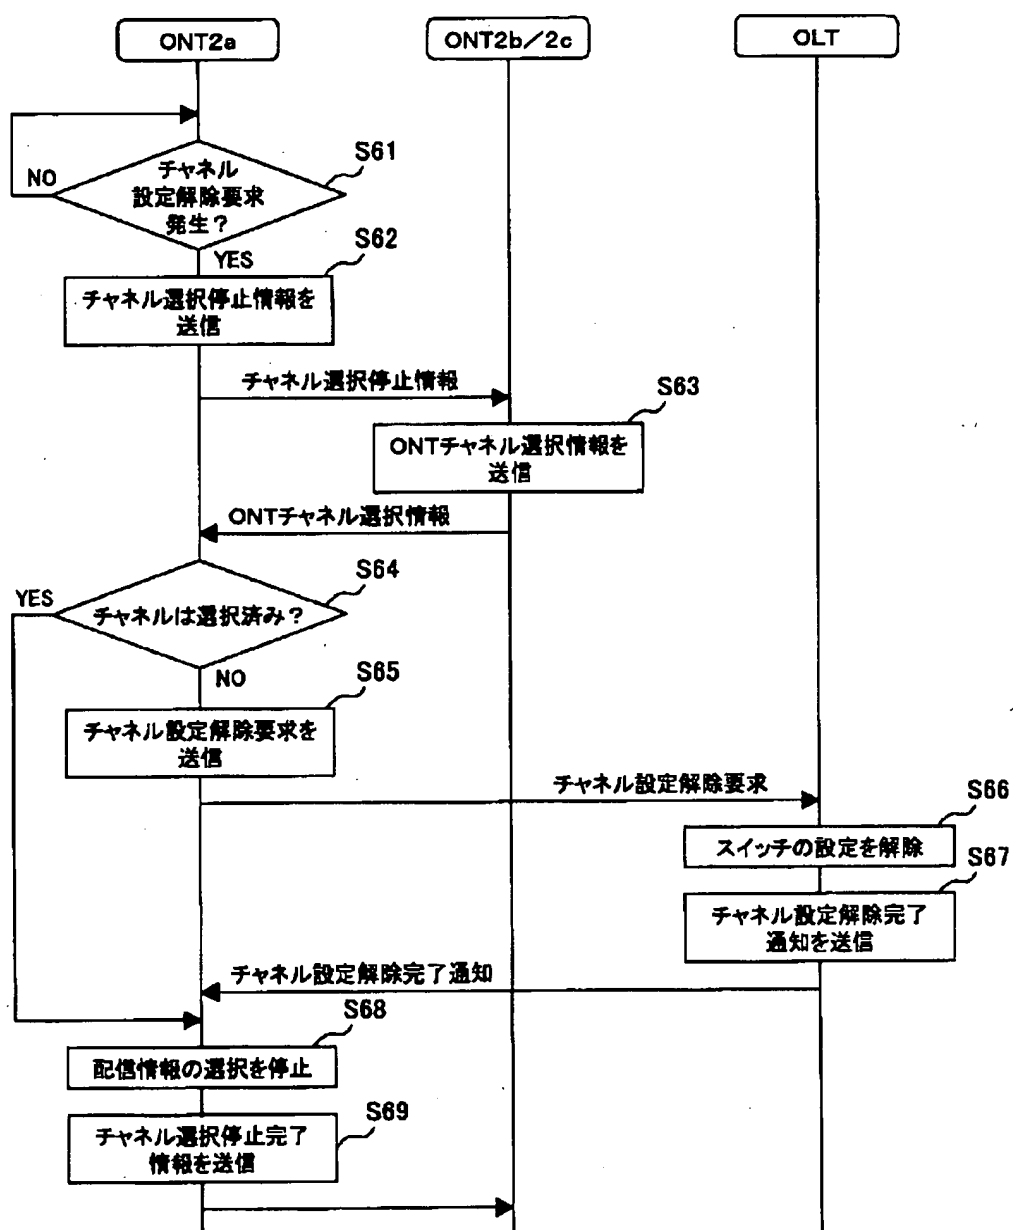 ONT2a
ONT2b/2c
OLT
チャネル
設定解除要求
発生?
S61
NO
YES
S62
チャネル選択停止情報を
送信
チャネル選択停止情報
S63
ONTチャネル選択情報を
送信
ONTチャネル選択情報
S64
YES
チャネルは選択済み?
NO
S65
チャネル設定解除要求を
送信
チャネル設定解除要求
S66
スイッチの設定を解除
S67
チャネル設定解除完了
通知を送信
チャネル設定解除完了通知
S68
配信情報の選択を停止
S69
チャネル選択停止完了
情報を送信